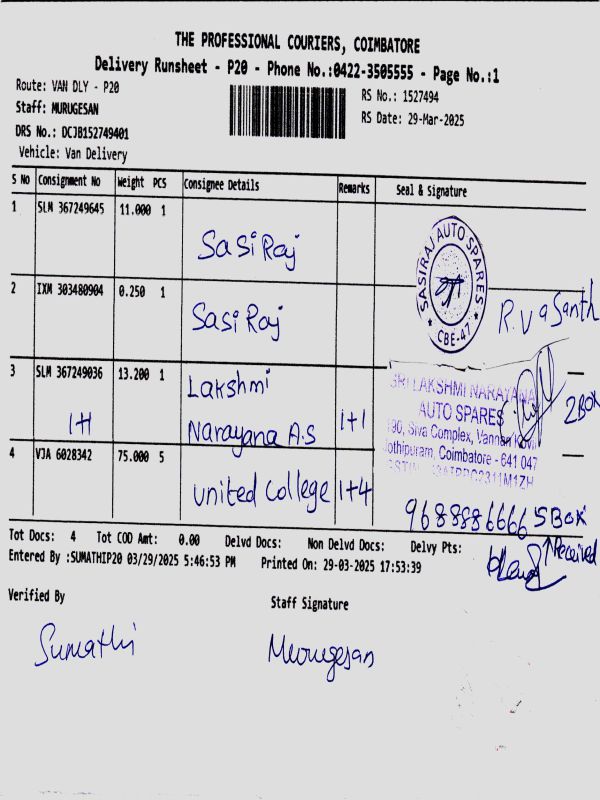 THE PROFESSIONAL COURIERS, COIMBATORE
Delivery Runsheet - P20 - Phone No.:0422-3505555 - Page No.:1
Route: VAN DLY - P20
RS No.: 1527494
Staff: MURUGESAN
RS Date: 29-Mar-2025
DRS No.: DCJB152749401
Vehicle: Van Delivery
S No Consignment No Weight PCS Consignee Details Remarks Seal & Signature
1 SLM 367249645 11.000 1
Sasi Raj
SASIRAJ AUTO SPARES
CBE-47
2 IXM 303480904 0.250 1
Sasi Raj
R. Vasanth
3 SLM 367249036 13.200 1
1+1
Lakshmi
Narayana A.S
1+1
SRI LAKSHMI NARAYANA
AUTO SPARES
190, Siva Complex, Vannan Kovil
Jothipuram, Coimbatore - 641 047
2 BOX
4 VJA 6028342 75.000 5
united College
1+4
9688886666
5 BOX
Received
Tot Docs: 4 Tot COD Amt: 0.00 Delvd Docs: Non Delvd Docs: Delvy Pts:
Entered By :SUMATHIP20 03/29/2025 5:46:53 PM Printed On: 29-03-2025 17:53:39
Verified By
Staff Signature
Sumathi
Murugesan